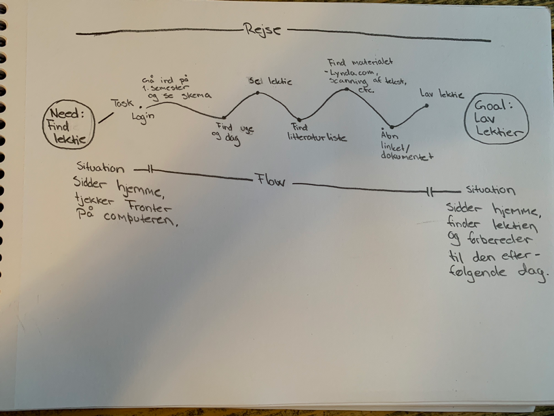 Rejse
Need:
Find
lektie
Task
Login
Gå ind på
1. semester
og se skema
Find uge
og dag
Se lektie
Find
litteraturliste
Find materialet
- Lynda.com,
scanning af tekst,
etc.
Åbn
linket/
dokumentet
Lav lektie
Goal:
Lav
Lektier
Situation
Flow
Situation
Sidder hjemme,
tjekker Fronter
på computeren.
Sidder hjemme,
finder lektien
og forbereder
til den efter-
følgende dag.